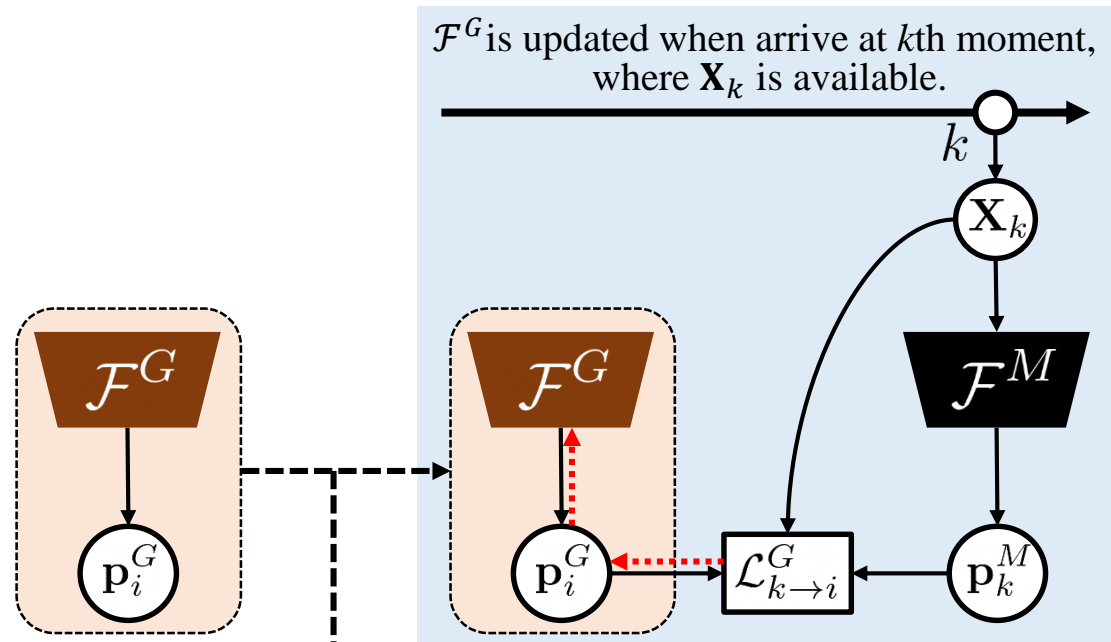 𝓕^G is updated when arrive at kth moment,
where X_k is available.
k
X_k
𝓕^G
𝓕^G
𝓕^M
p_i^G
p_i^G
𝓛_{k→i}^G
p_k^M